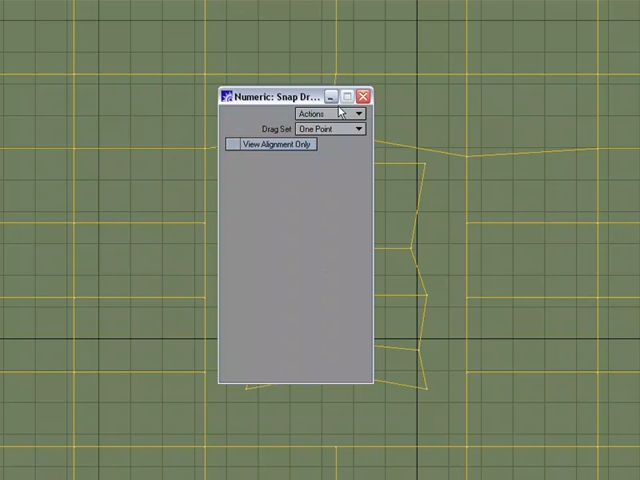 Numeric: Snap Dr...
Actions
Drag Set One Point
View Alignment Only